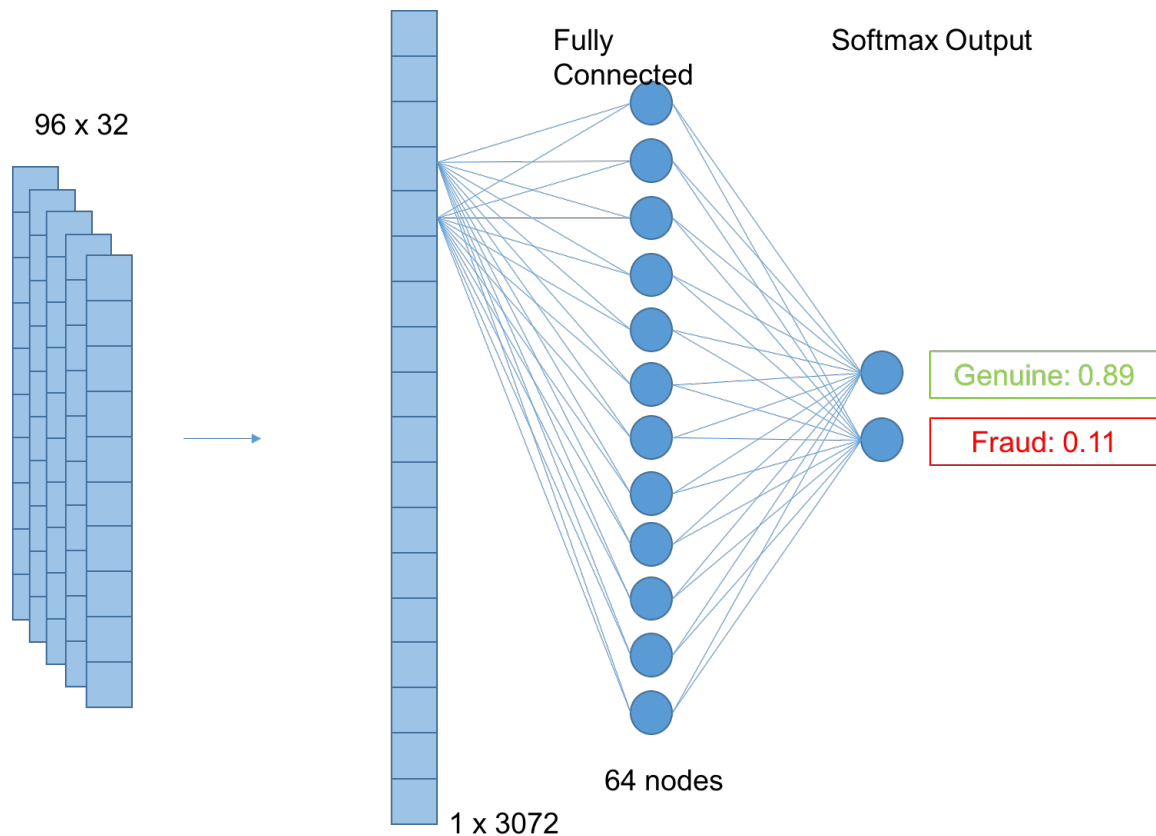 96 x 32
Fully
Connected
Softmax Output
Genuine: 0.89
Fraud: 0.11
64 nodes
1 x 3072